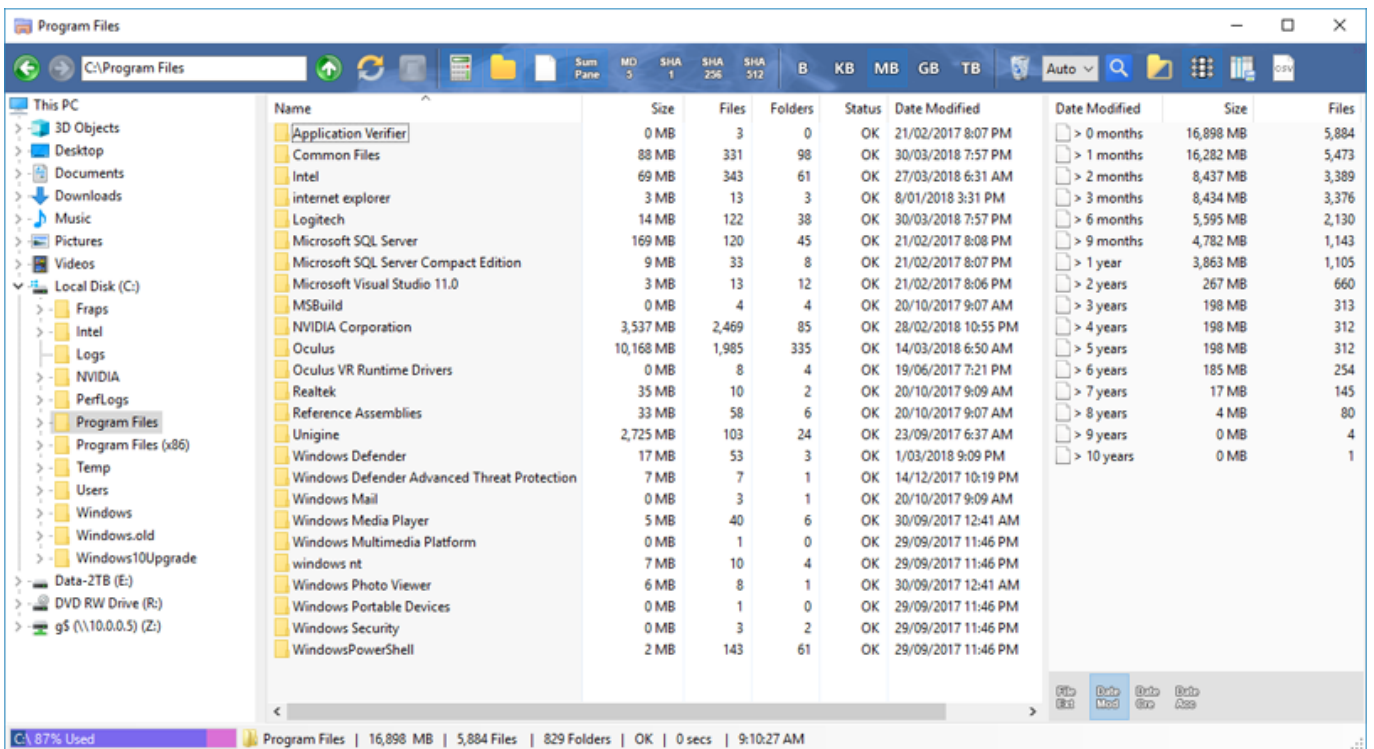 Program Files
C:\Program Files
Sum Pane
MD 5
SHA 1
SHA 256
SHA 512
B KB MB GB TB
Auto
CSV
This PC
3D Objects
Desktop
Documents
Downloads
Music
Pictures
Videos
Local Disk (C:)
Fraps
Intel
Logs
NVIDIA
PerfLogs
Program Files
Program Files (x86)
Temp
Users
Windows
Windows.old
Windows10Upgrade
Data-2TB (E:)
DVD RW Drive (R:)
g$ (\\10.0.0.5) (Z:)
Name Size Files Folders Status Date Modified
Application Verifier 0 MB 3 0 OK 21/02/2017 8:07 PM
Common Files 88 MB 331 98 OK 30/03/2018 7:57 PM
Intel 69 MB 343 61 OK 27/03/2018 6:31 AM
internet explorer 3 MB 13 3 OK 8/01/2018 3:31 PM
Logitech 14 MB 122 38 OK 30/03/2018 7:57 PM
Microsoft SQL Server 169 MB 120 45 OK 21/02/2017 8:08 PM
Microsoft SQL Server Compact Edition 9 MB 33 8 OK 21/02/2017 8:07 PM
Microsoft Visual Studio 11.0 3 MB 13 12 OK 21/02/2017 8:06 PM
MSBuild 0 MB 4 4 OK 20/10/2017 9:07 AM
NVIDIA Corporation 3,537 MB 2,469 85 OK 28/02/2018 10:55 PM
Oculus 10,168 MB 1,985 335 OK 14/03/2018 6:50 AM
Oculus VR Runtime Drivers 0 MB 8 4 OK 19/06/2017 7:21 PM
Realtek 35 MB 10 2 OK 20/10/2017 9:09 AM
Reference Assemblies 33 MB 58 6 OK 20/10/2017 9:07 AM
Unigine 2,725 MB 103 24 OK 23/09/2017 6:37 AM
Windows Defender 17 MB 53 3 OK 1/03/2018 9:09 PM
Windows Defender Advanced Threat Protection 7 MB 7 1 OK 14/12/2017 10:19 PM
Windows Mail 0 MB 3 1 OK 20/10/2017 9:09 AM
Windows Media Player 5 MB 40 6 OK 30/09/2017 12:41 AM
Windows Multimedia Platform 0 MB 1 0 OK 29/09/2017 11:46 PM
windows nt 7 MB 10 4 OK 29/09/2017 11:46 PM
Windows Photo Viewer 6 MB 8 1 OK 30/09/2017 12:41 AM
Windows Portable Devices 0 MB 1 0 OK 29/09/2017 11:46 PM
Windows Security 0 MB 3 2 OK 29/09/2017 11:46 PM
WindowsPowerShell 2 MB 143 61 OK 29/09/2017 11:46 PM
Date Modified Size Files
> 0 months 16,898 MB 5,884
> 1 months 16,282 MB 5,473
> 2 months 8,437 MB 3,389
> 3 months 8,434 MB 3,376
> 6 months 5,595 MB 2,130
> 9 months 4,782 MB 1,143
> 1 year 3,863 MB 1,105
> 2 years 267 MB 660
> 3 years 198 MB 313
> 4 years 198 MB 312
> 5 years 198 MB 312
> 6 years 185 MB 254
> 7 years 17 MB 145
> 8 years 4 MB 80
> 9 years 0 MB 4
> 10 years 0 MB 1
File Date Date Date
Ext Mod Cre Acc
C:\ 87% Used
Program Files | 16,898 MB | 5,884 Files | 829 Folders | OK | 0 secs | 9:10:27 AM